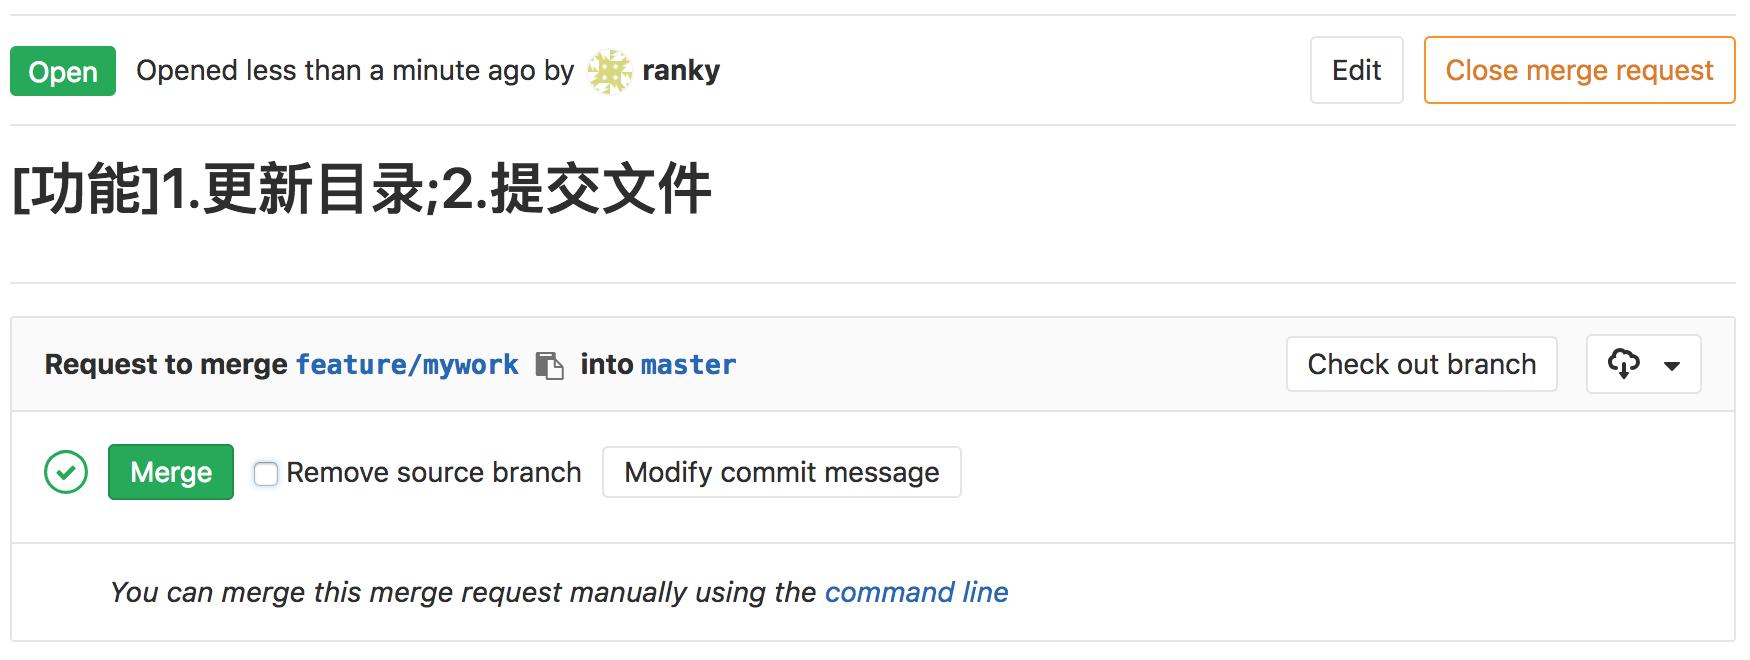 Open Opened less than a minute ago by ranky Edit Close merge request
[功能]1.更新目录;2.提交文件
Request to merge feature/mywork into master Check out branch
Merge Remove source branch Modify commit message
You can merge this merge request manually using the command line